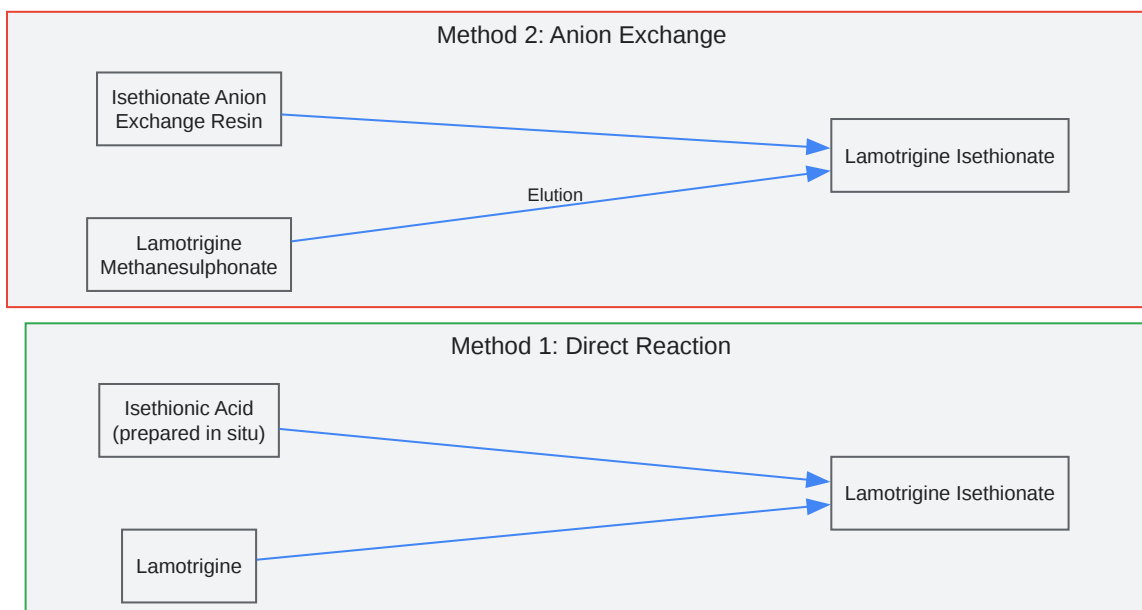 Method 2: Anion Exchange
Isethionate Anion
Exchange Resin
Lamotrigine Isethionate
Elution
Lamotrigine
Methanesulphonate
Method 1: Direct Reaction
Isethionic Acid
(prepared in situ)
Lamotrigine Isethionate
Lamotrigine